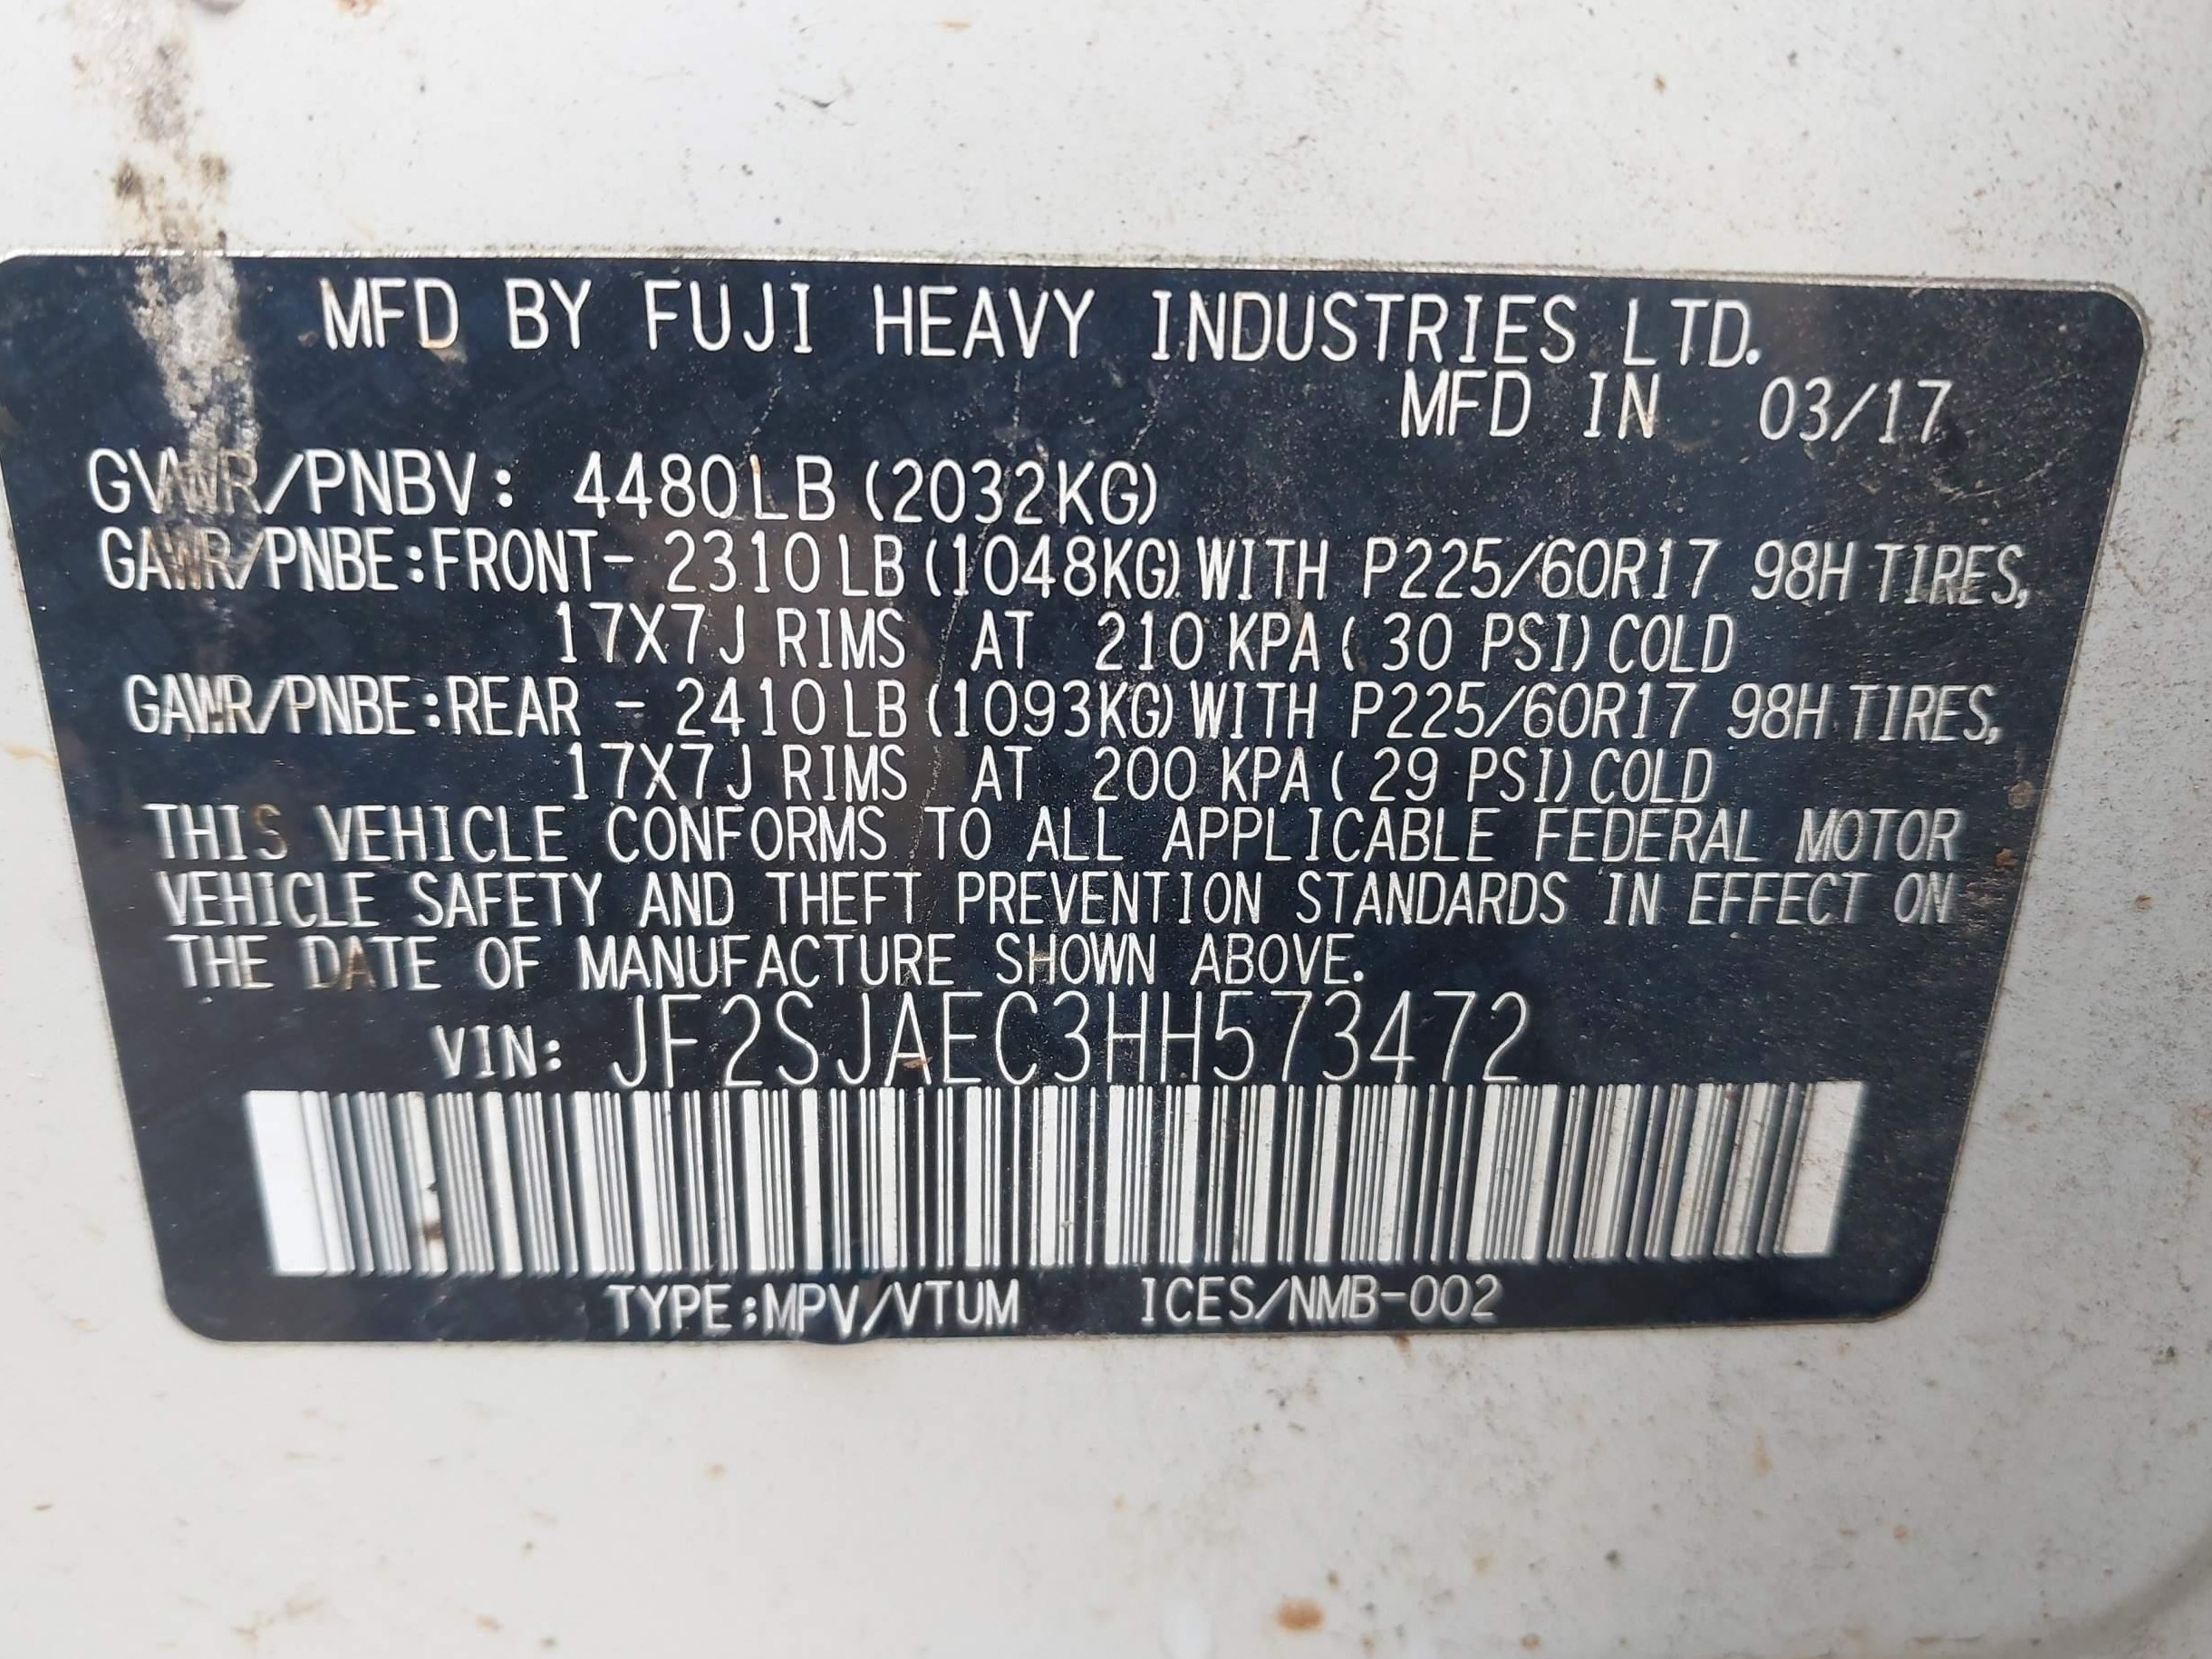 MFD BY FUJI HEAVY INDUSTRIES LTD.
MFD IN 03/17
GVWR/PNBV: 4480LB (2032KG)
GAWR/PNBE:FRONT- 2310LB (1048KG) WITH P225/60R17 98H TIRES,
17X7J RIMS AT 210 KPA ( 30 PSI) COLD
GAWR/PNBE:REAR - 2410LB (1093KG) WITH P225/60R17 98H TIRES,
17X7J RIMS AT 200 KPA ( 29 PSI) COLD
THIS VEHICLE CONFORMS TO ALL APPLICABLE FEDERAL MOTOR
VEHICLE SAFETY AND THEFT PREVENTION STANDARDS IN EFFECT ON
THE DATE OF MANUFACTURE SHOWN ABOVE.
VIN: JF2SJAEC3HH573472
TYPE:MPV/VTUM ICES/NMB-002